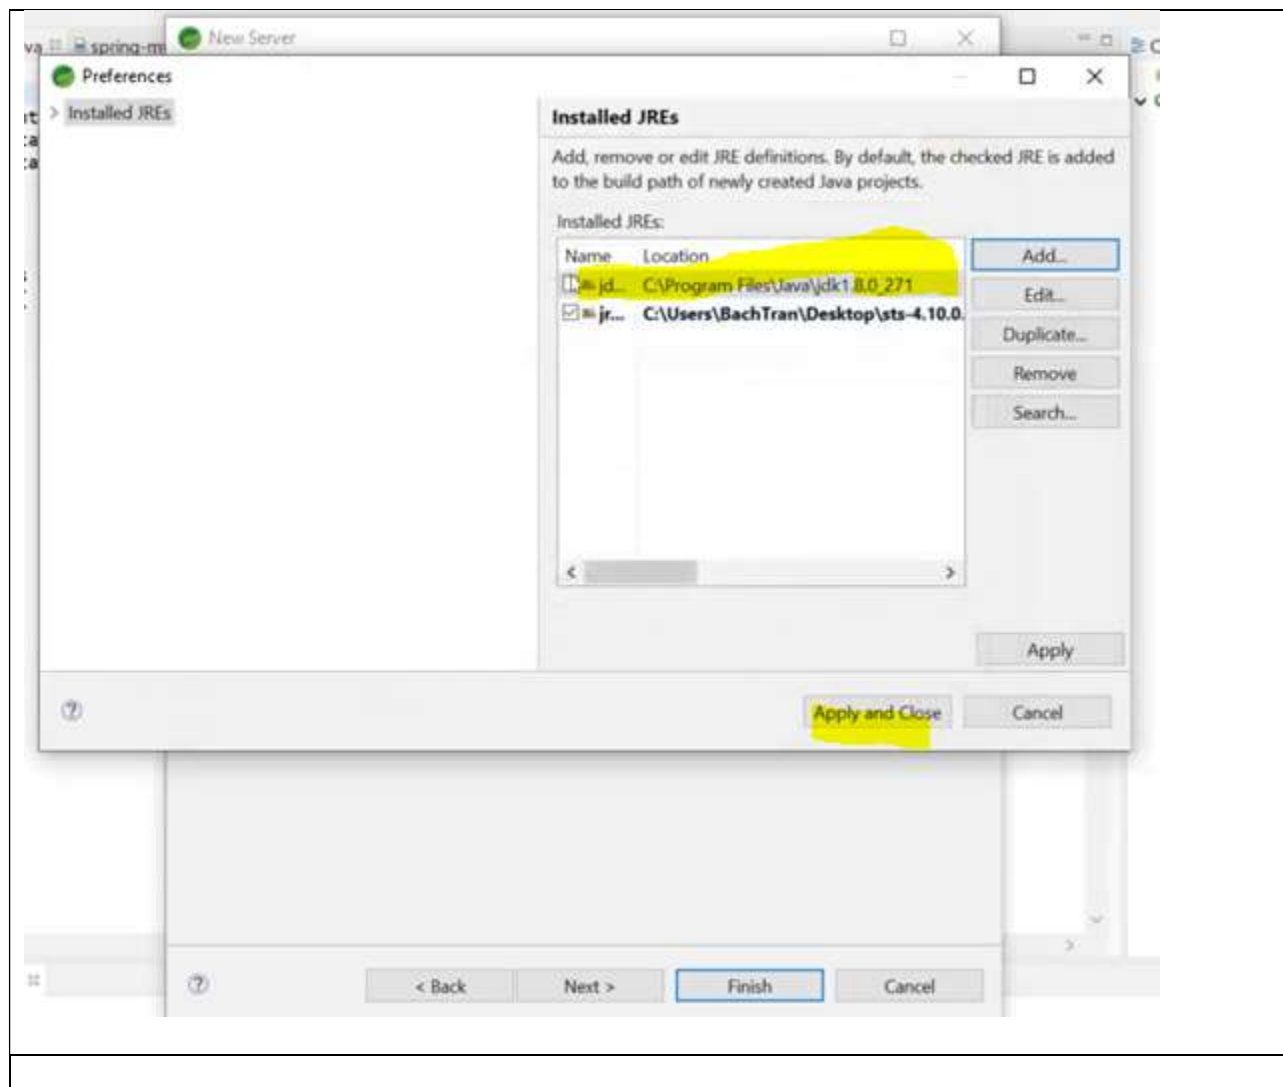 va spring-m New Server
Preferences
Installed JREs
Installed JREs
Add, remove or edit JRE definitions. By default, the checked JRE is added
to the build path of newly created Java projects.
Installed JREs:
Name Location
jd... C:\Program Files\Java\jdk1.8.0_271
jr... C:\Users\BachTran\Desktop\sts-4.10.0.
Add...
Edit...
Duplicate...
Remove
Search...
Apply
Apply and Close Cancel
< Back Next > Finish Cancel